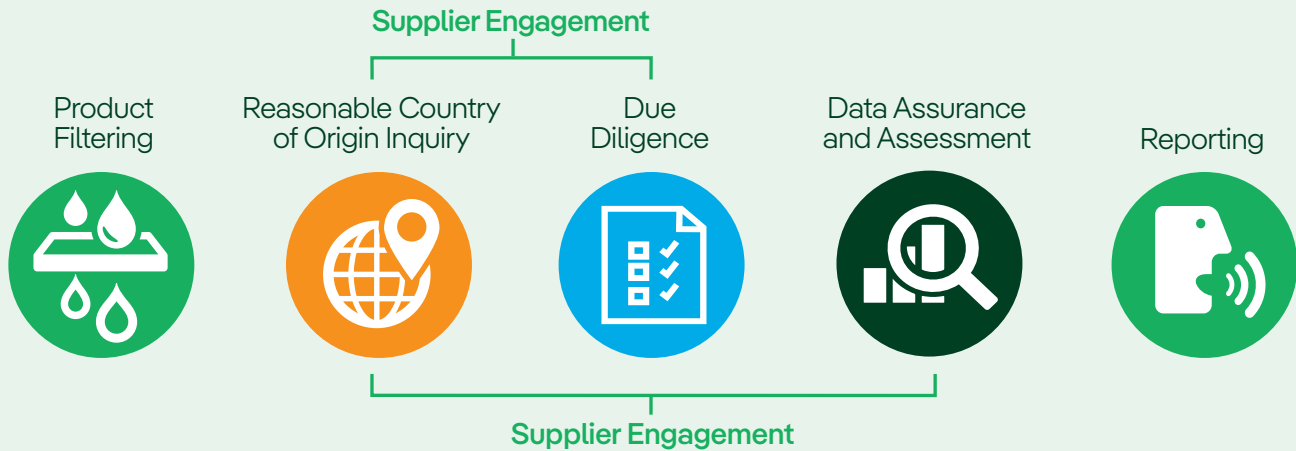 Supplier Engagement
Product
Filtering
Reasonable Country
of Origin Inquiry
Due
Diligence
Data Assurance
and Assessment
Reporting
Supplier Engagement